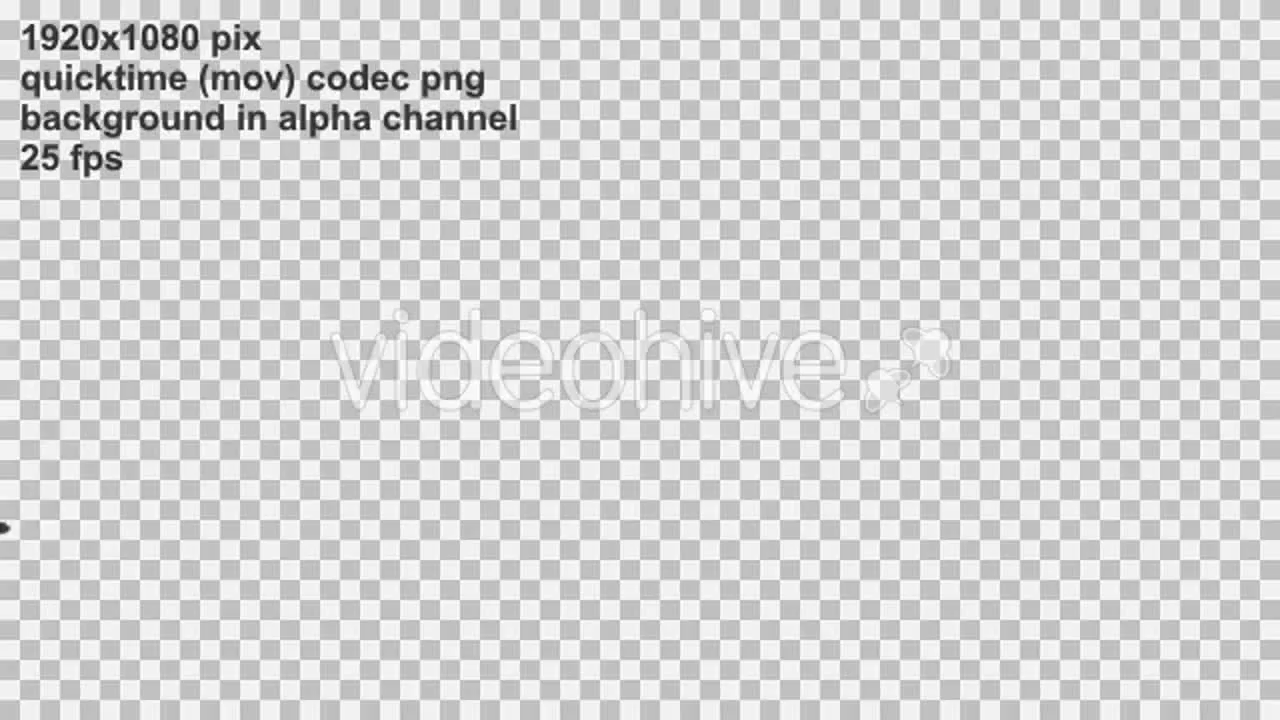 1920x1080 pix
quicktime (mov) codec png
background in alpha channel
25 fps
videohive